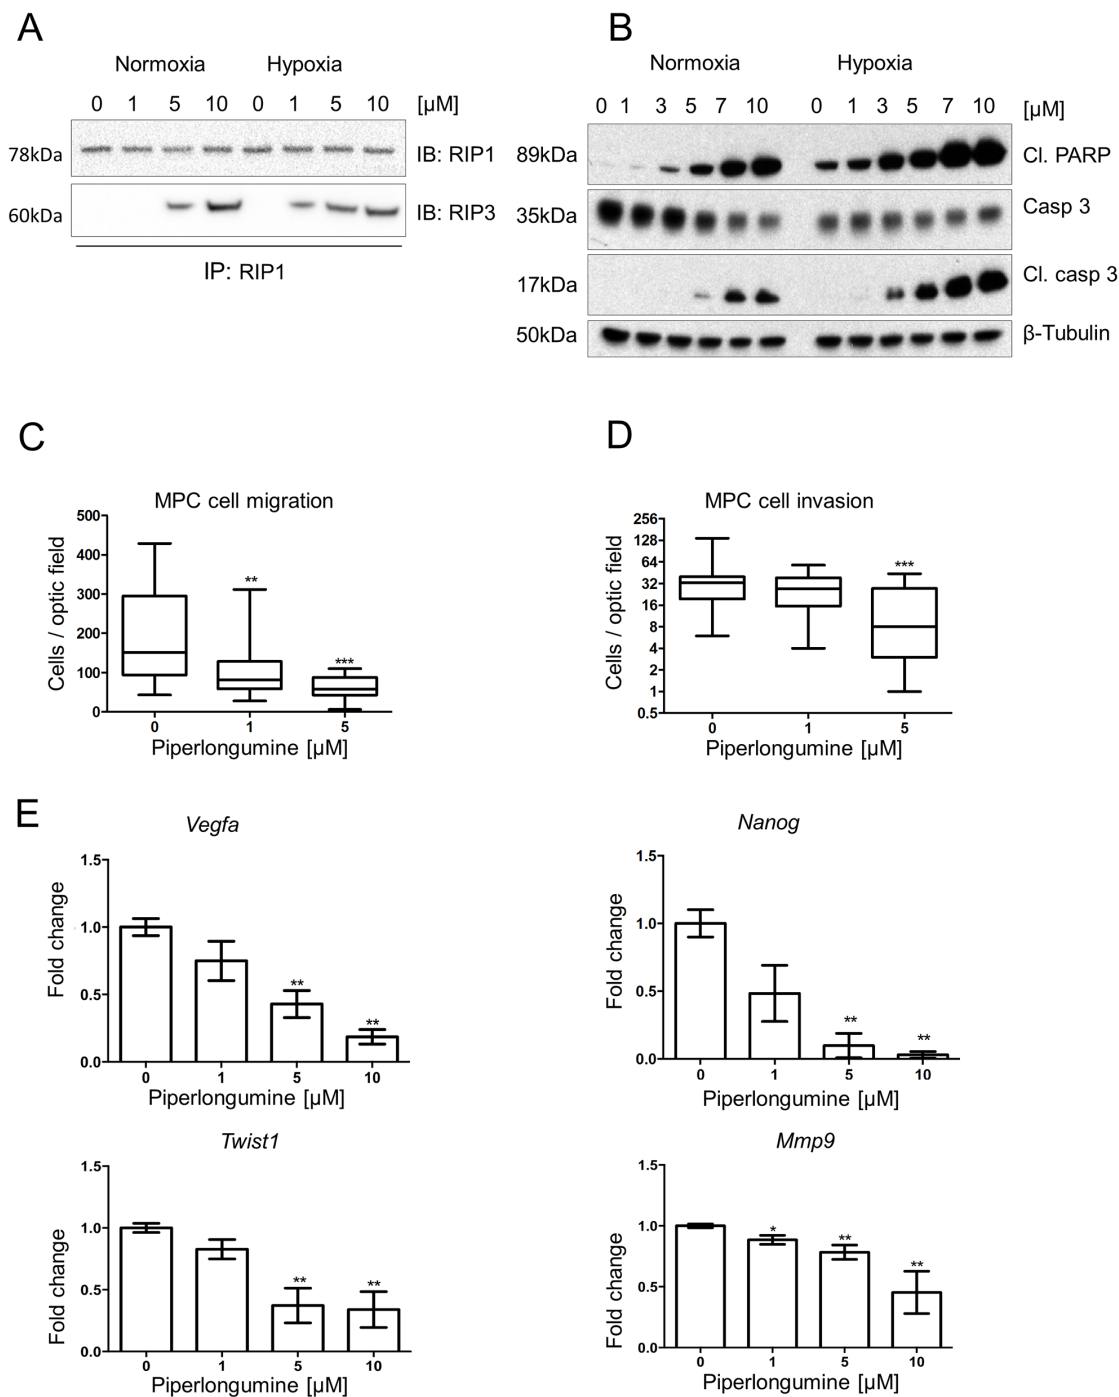 A
Normoxia Hypoxia
0 1 5 10 0 1 5 10 [µM]
78kDa IB: RIP1
60kDa IB: RIP3
IP: RIP1
B
Normoxia Hypoxia
0 1 3 5 7 10 0 1 3 5 7 10 [µM]
89kDa Cl. PARP
35kDa Casp 3
17kDa Cl. casp 3
50kDa β-Tubulin
C
MPC cell migration
Cells / optic field
500
400
300
200
100
0
**
***
0 1 5
Piperlongumine [µM]
D
MPC cell invasion
Cells / optic field
256
128
64
32
16
8
4
2
1
0.5
***
0 1 5
Piperlongumine [µM]
E
Vegfa
Fold change
1.5
1.0
0.5
0.0
**
**
0 1 5 10
Piperlongumine [µM]
Nanog
Fold change
1.5
1.0
0.5
0.0
**
**
0 1 5 10
Piperlongumine [µM]
Twist1
Fold change
1.5
1.0
0.5
0.0
** **
0 1 5 10
Piperlongumine [µM]
Mmp9
Fold change
1.5
1.0
0.5
0.0
*
**
**
0 1 5 10
Piperlongumine [µM]